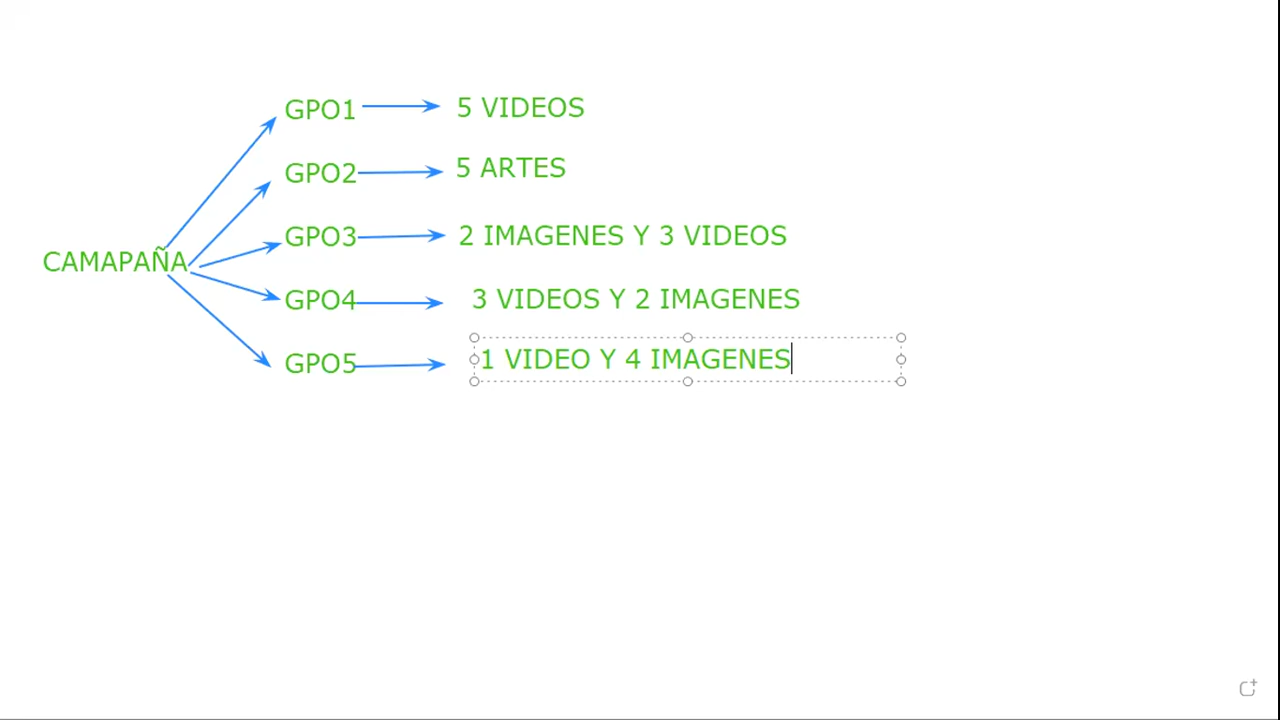 GPO1 5 VIDEOS
GPO2 5 ARTES
GPO3 2 IMAGENES Y 3 VIDEOS
CAMAPAÑA
GPO4 3 VIDEOS Y 2 IMAGENES
GPO5 1 VIDEO Y 4 IMAGENES